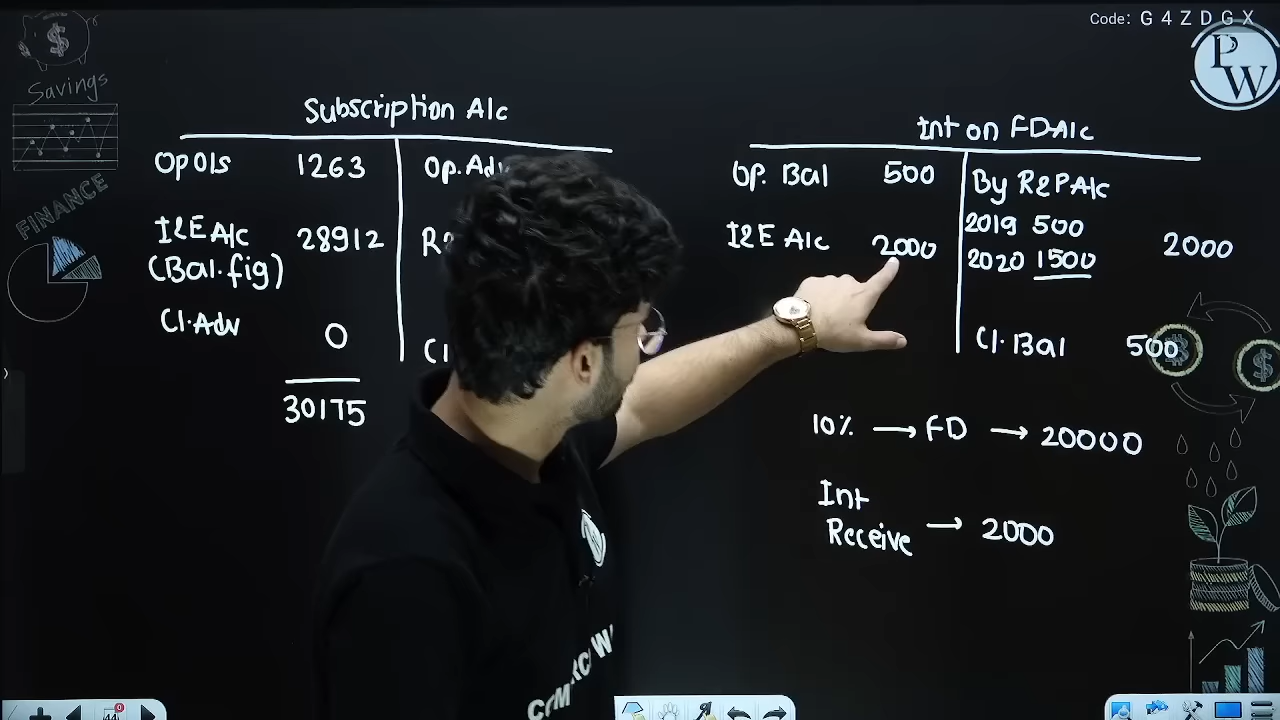 Code: G 4 Z D G X
PW
Savings
FINANCE
Subscription A/c
Op O/s 1263 Op. Adv
I&E A/c 28912
(Bal. fig)
Cl. Adv 0 Cl
30175
Int on FD A/c
Op. Bal 500 By R&P A/c
2019 500
I&E A/c 2000 2020 1500 2000
Cl. Bal 500
10% → FD → 20000
Int
Receive → 2000